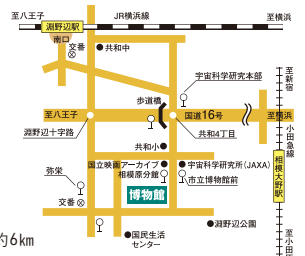 至八王子
JR横浜線
至横浜
淵野辺駅
南口
交番
共和中
至新宿
宇宙科学研究本部
歩道橋
小田急線
至八王子
国道16号
至横浜
淵野辺十字路
共和4丁目
共和小
相模大野駅
国立映画アーカイブ
相模原分館
宇宙科学研究所(JAXA)
弥栄
市立博物館前
博物館
交番
淵野辺公園
国民生活
センター
至小田原
約6km